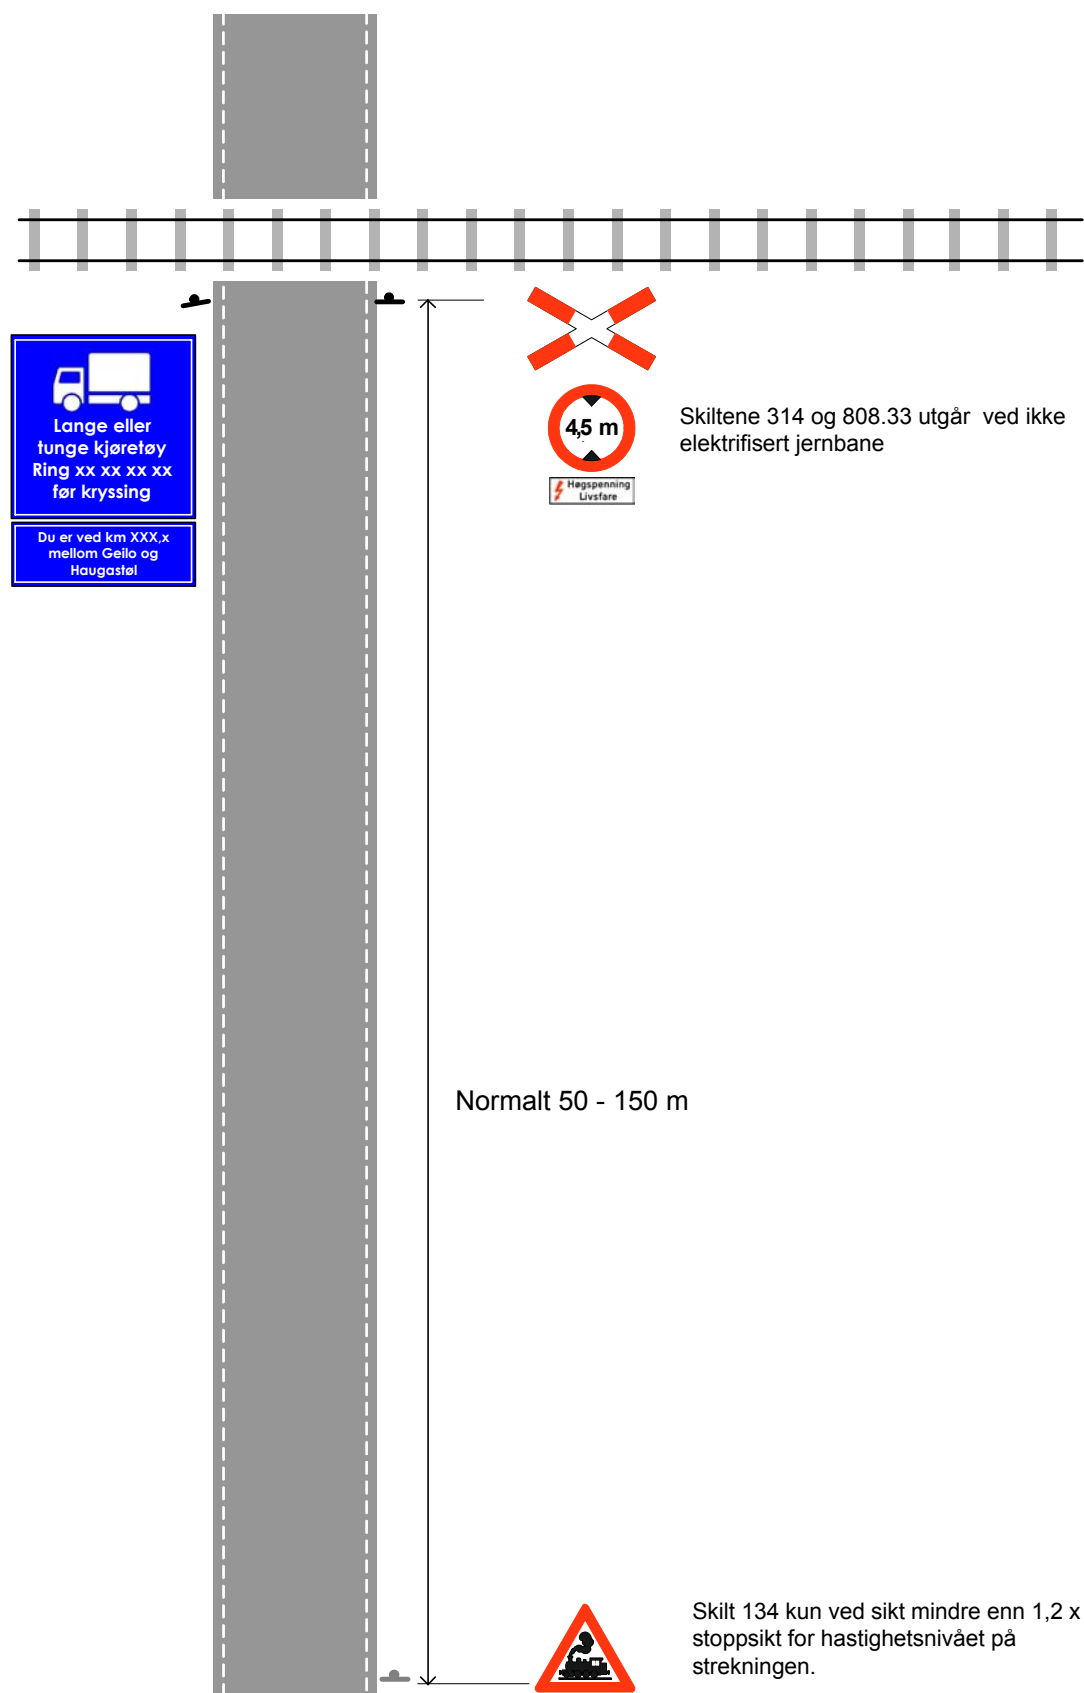 Lange eller
tunge kjøretøy
Ring xx xx xx xx
før kryssing
Du er ved km XXX,x
mellom Geilo og
Haugastøl
4,5 m
Høgspenning
Livsfare
Skiltene 314 og 808.33 utgår ved ikke
elektrifisert jernbane
Normalt 50 - 150 m
Skilt 134 kun ved sikt mindre enn 1,2 x
stoppsikt for hastighetsnivået på
strekningen.